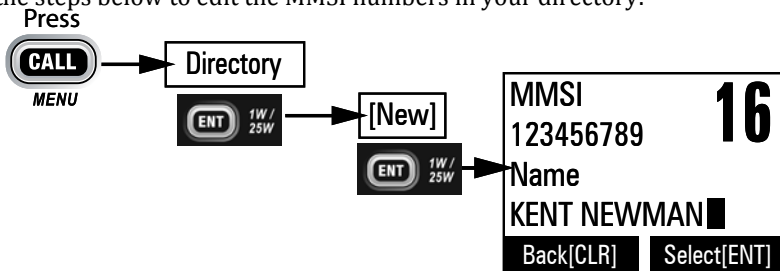 the steps below to edit the MMSI numbers in your directory:
Press
CALL
MENU
Directory
ENT 1W / 25W
[New]
ENT 1W / 25W
MMSI 16
123456789
Name
KENT NEWMAN
Back[CLR] Select[ENT]